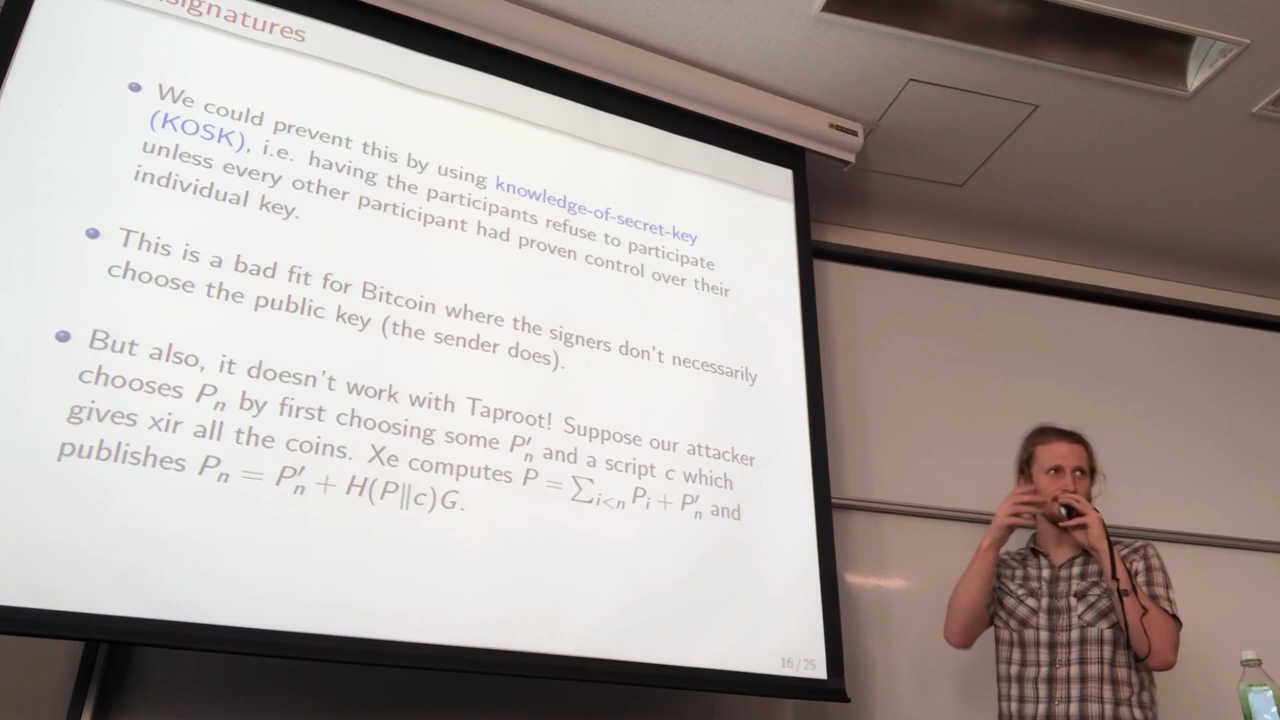 signatures
We could prevent this by using knowledge-of-secret-key
(KOSK), i.e. having the participants refuse to participate
unless every other participant had proven control over their
individual key.
This is a bad fit for Bitcoin where the signers don't necessarily
choose the public key (the sender does).
But also, it doesn't work with Taproot! Suppose our attacker
chooses Pₙ by first choosing some P′ₙ and a script c which
gives xir all the coins. Xe computes P = ∑ᵢ<ₙ Pᵢ + P′ₙ and
publishes Pₙ = P′ₙ + H(P‖c)G.
16 / 25